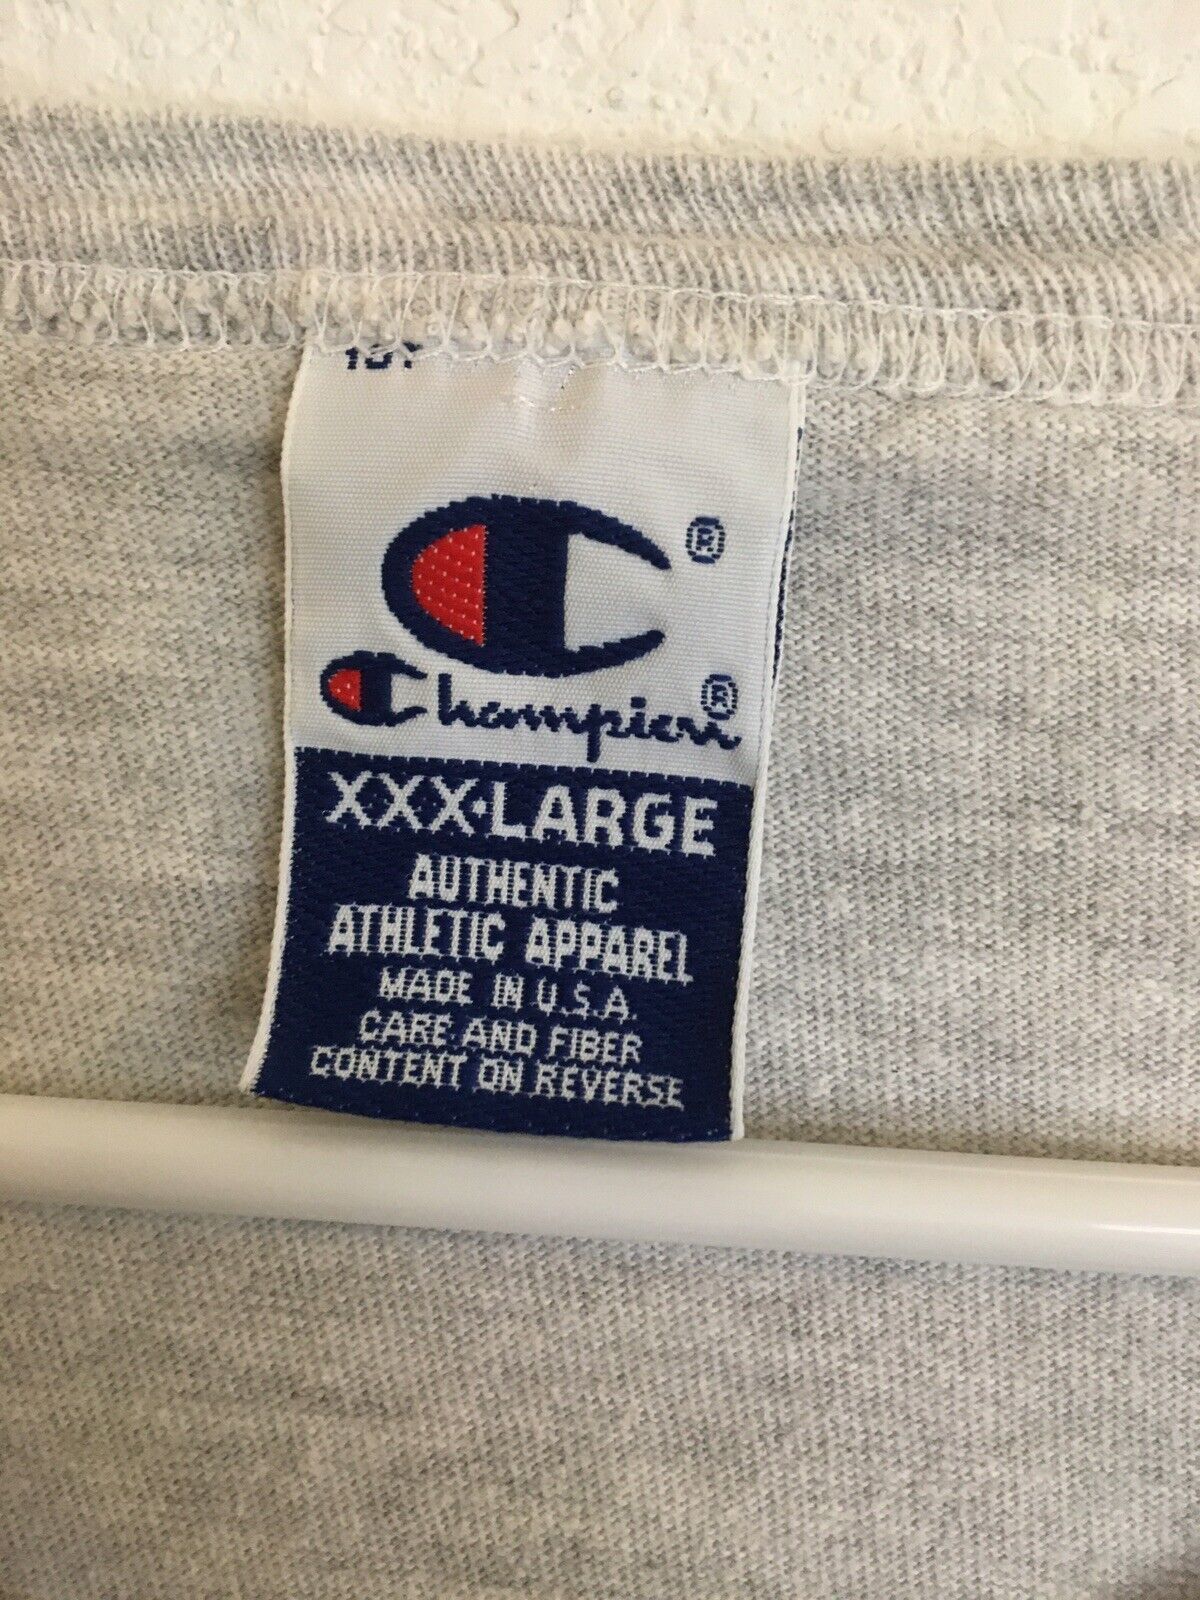 ®
Champion®
XXX-LARGE
AUTHENTIC
ATHLETIC APPAREL
MADE IN U.S.A.
CARE AND FIBER
CONTENT ON REVERSE